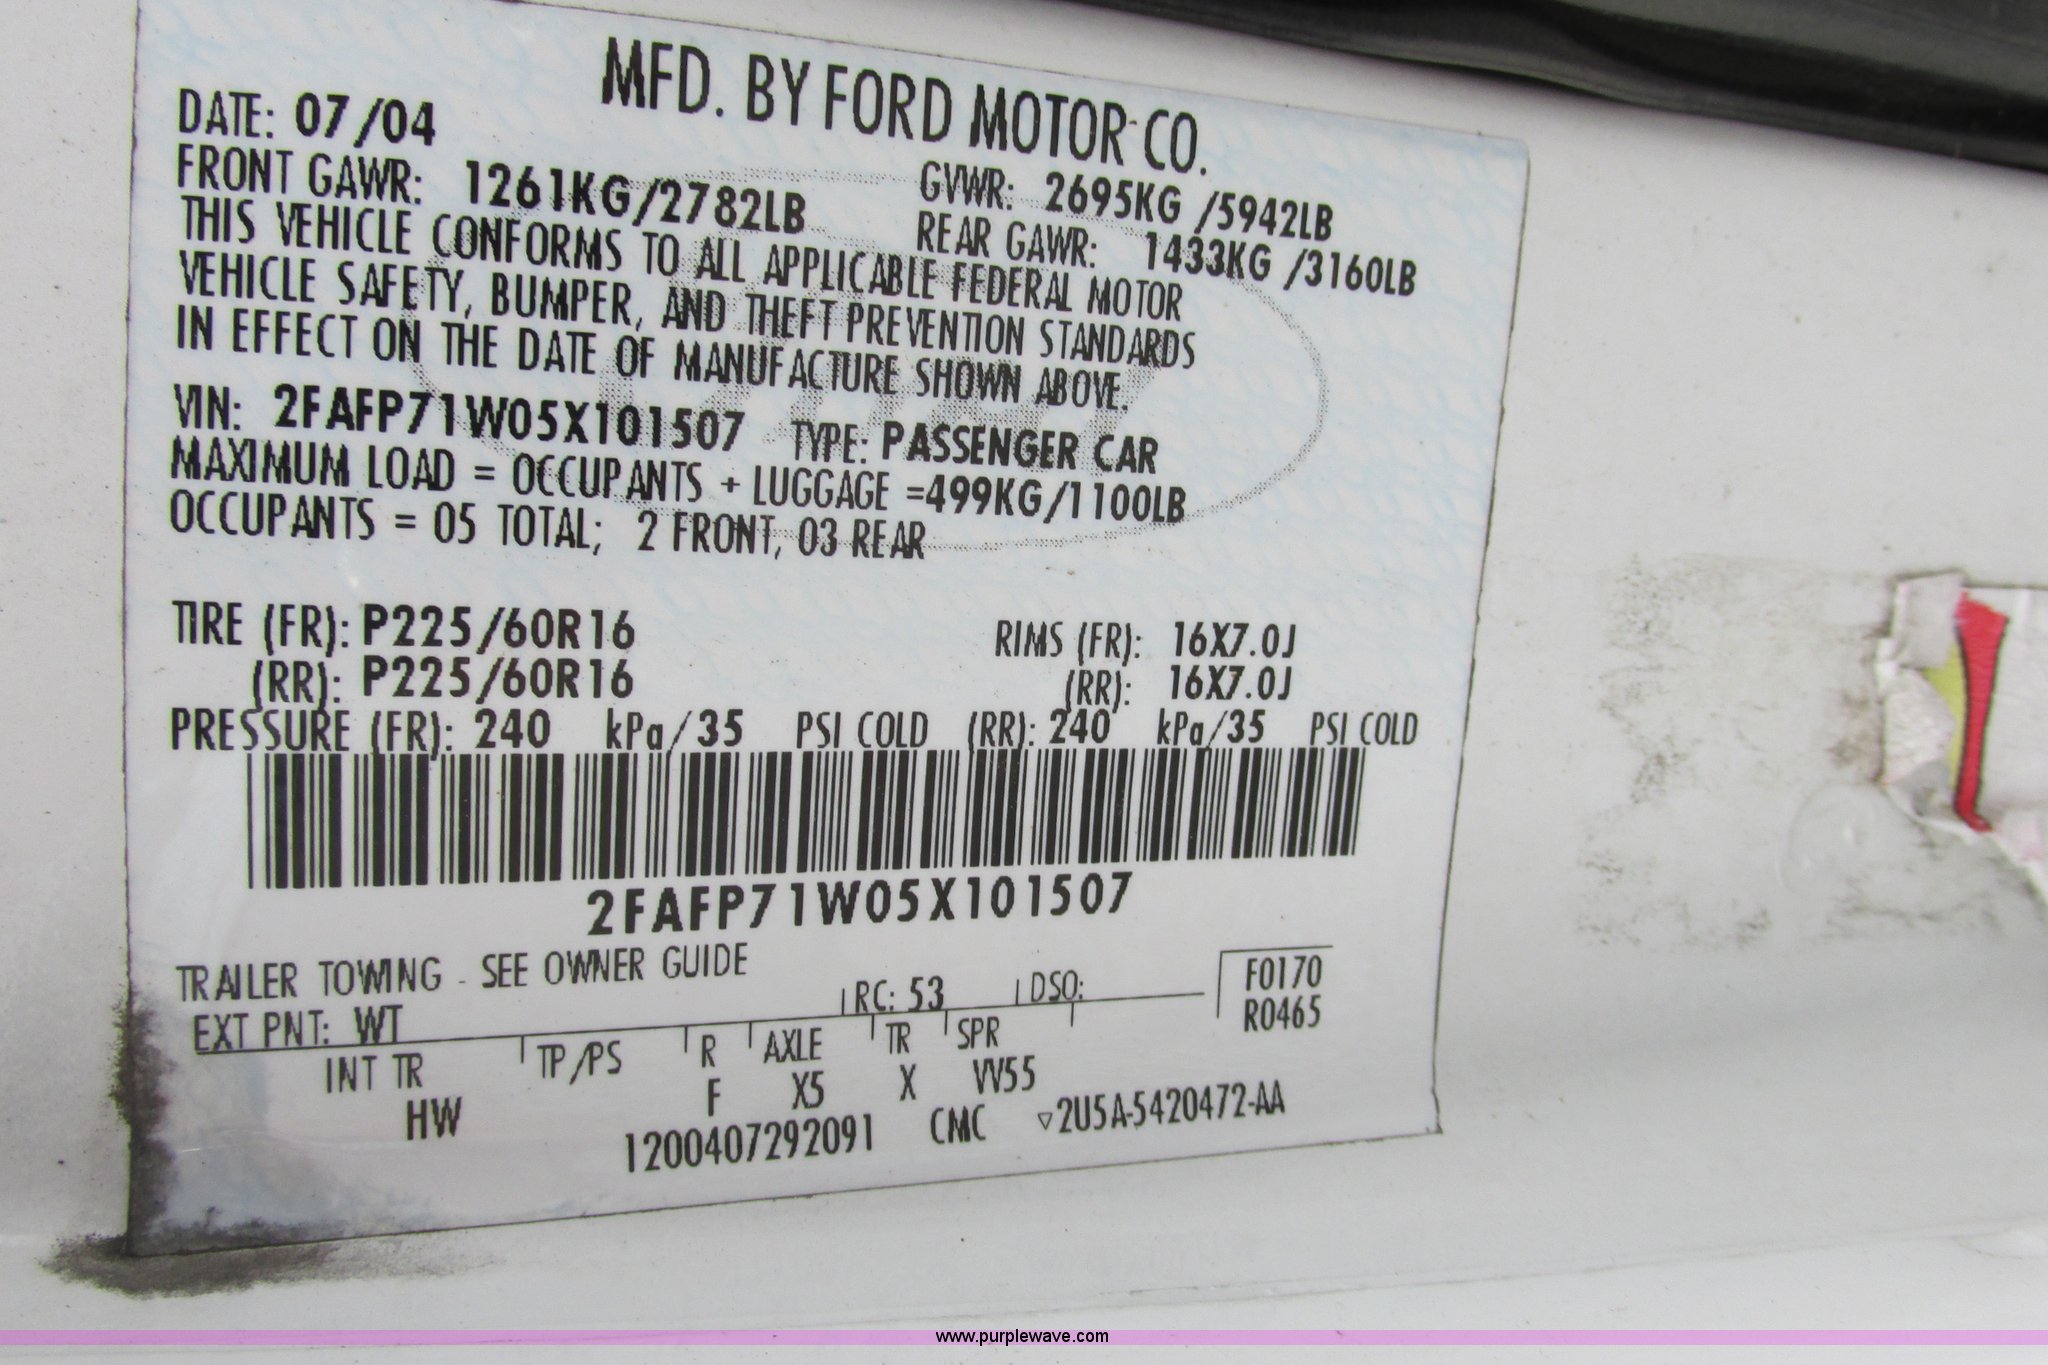 MFD. BY FORD MOTOR CO.
DATE: 07/04
FRONT GAWR: 1261KG/2782LB
GVWR: 2695KG /5942LB
REAR GAWR: 1433KG /3160LB
THIS VEHICLE CONFORMS TO ALL APPLICABLE FEDERAL MOTOR
VEHICLE SAFETY, BUMPER, AND THEFT PREVENTION STANDARDS
IN EFFECT ON THE DATE OF MANUFACTURE SHOWN ABOVE.
VIN: 2FAFP71W05X101507 TYPE: PASSENGER CAR
MAXIMUM LOAD = OCCUPANTS + LUGGAGE =499KG/1100LB
OCCUPANTS = 05 TOTAL; 2 FRONT, 03 REAR
TIRE (FR): P225/60R16 RIMS (FR): 16X7.0J
(RR): P225/60R16 (RR): 16X7.0J
PRESSURE (FR): 240 kPa/35 PSI COLD (RR): 240 kPa/35 PSI COLD
2FAFP71W05X101507
TRAILER TOWING - SEE OWNER GUIDE
EXT PNT: WT RC: 53 DSO: F0170
R0465
INT TR TP/PS R AXLE TR SPR
HW F X5 X VV55
1200407292091 CMC ▽2U5A-5420472-AA
www.purplewave.com